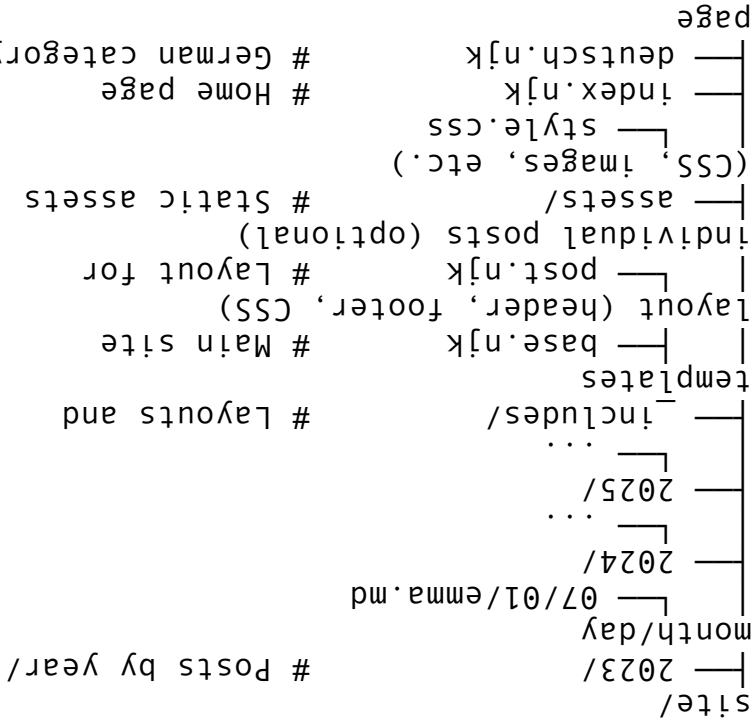 site/
├── 2023/                # Posts by year/
month/day
│   └── 07/01/emma.md
├── 2024/
│   └── ...
├── 2025/
│   └── ...
├── _includes/           # Layouts and
templates
│   ├── base.njk         # Main site
layout (header, footer, CSS)
│   └── post.njk         # Layout for
individual posts (optional)
├── assets/              # Static assets
(CSS, images, etc.)
│   └── style.css
├── index.njk            # Home page
├── deutsch.njk          # German category
page